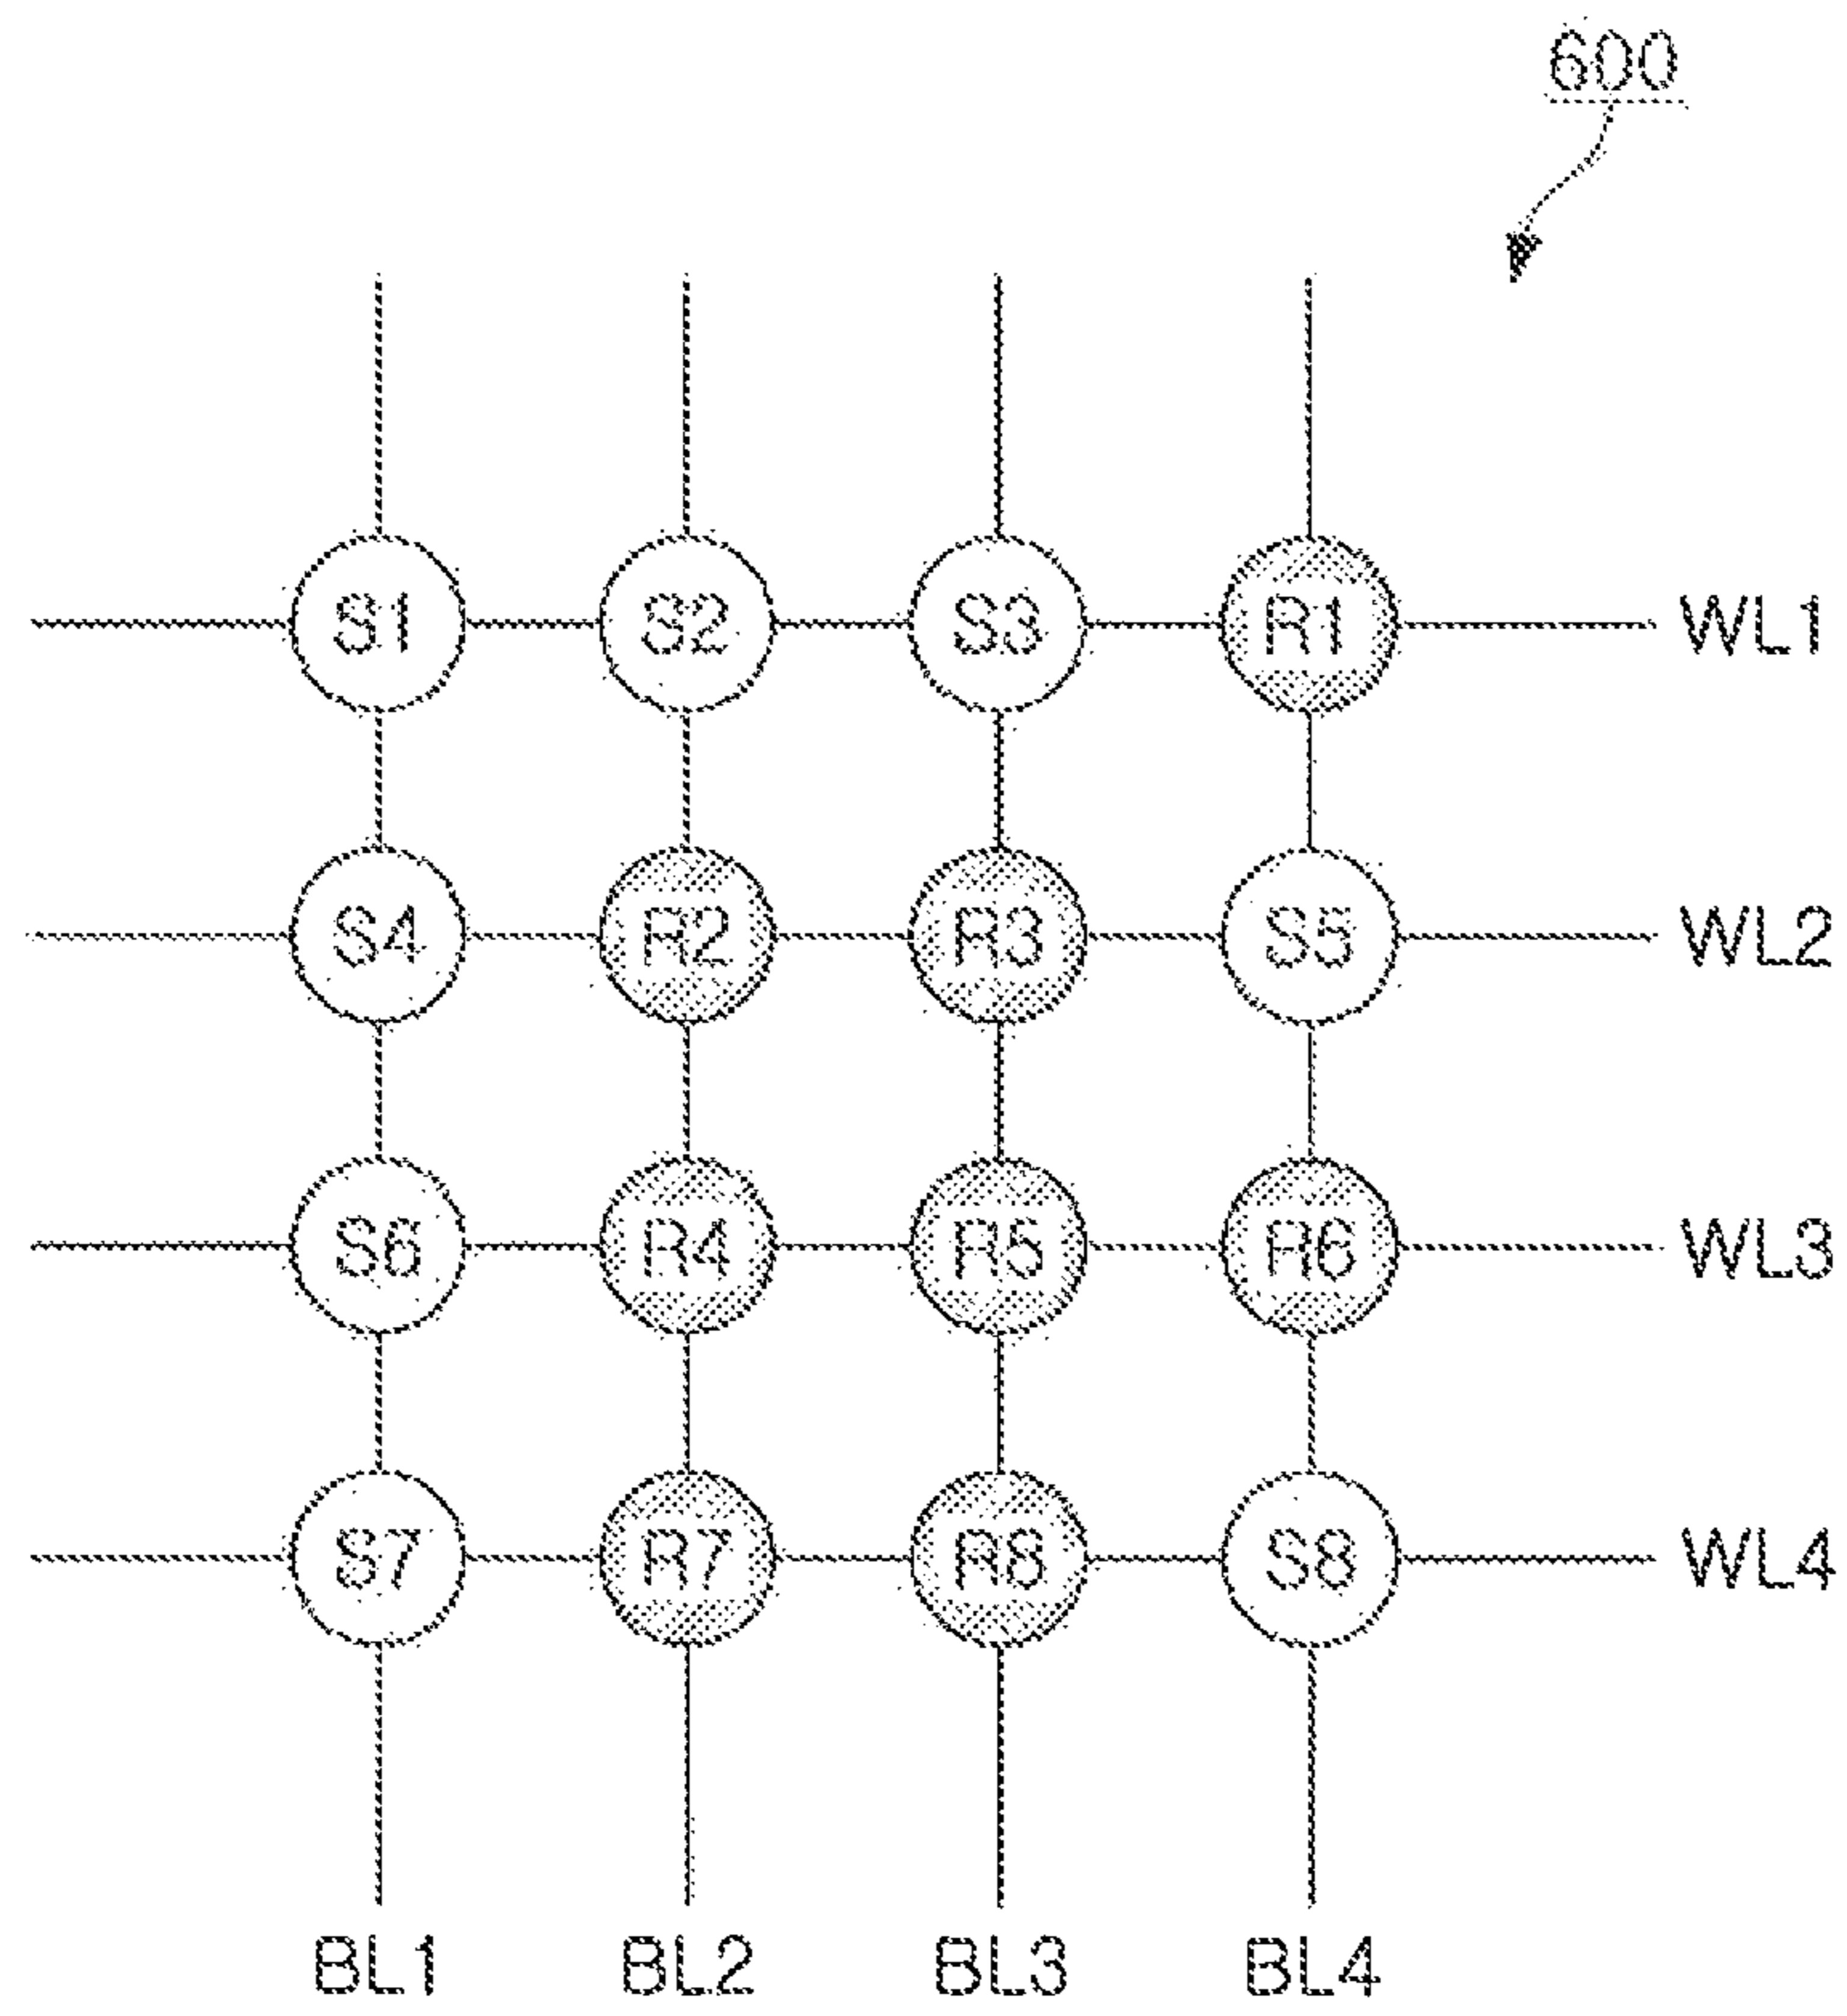 600
S1 S2 S3 R1 WL1
S4 R2 R3 S5 WL2
S6 R4 R5 R6 WL3
S7 R7 R8 S8 WL4
BL1 BL2 BL3 BL4